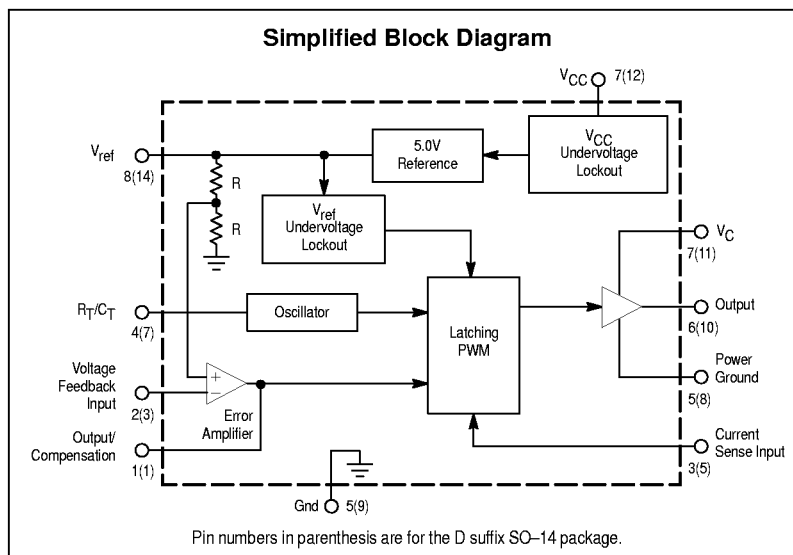 Simplified Block Diagram
VCC
7(12)
Vref
8(14)
R
R
5.0V
Reference
VCC
Undervoltage
Lockout
Vref
Undervoltage
Lockout
VC
7(11)
RT/CT
4(7)
Oscillator
Latching
PWM
Output
6(10)
Voltage
Feedback
Input
2(3)
+
–
Error
Amplifier
Power
Ground
5(8)
Output/
Compensation
1(1)
Current
Sense Input
3(5)
Gnd
5(9)
Pin numbers in parenthesis are for the D suffix SO–14 package.